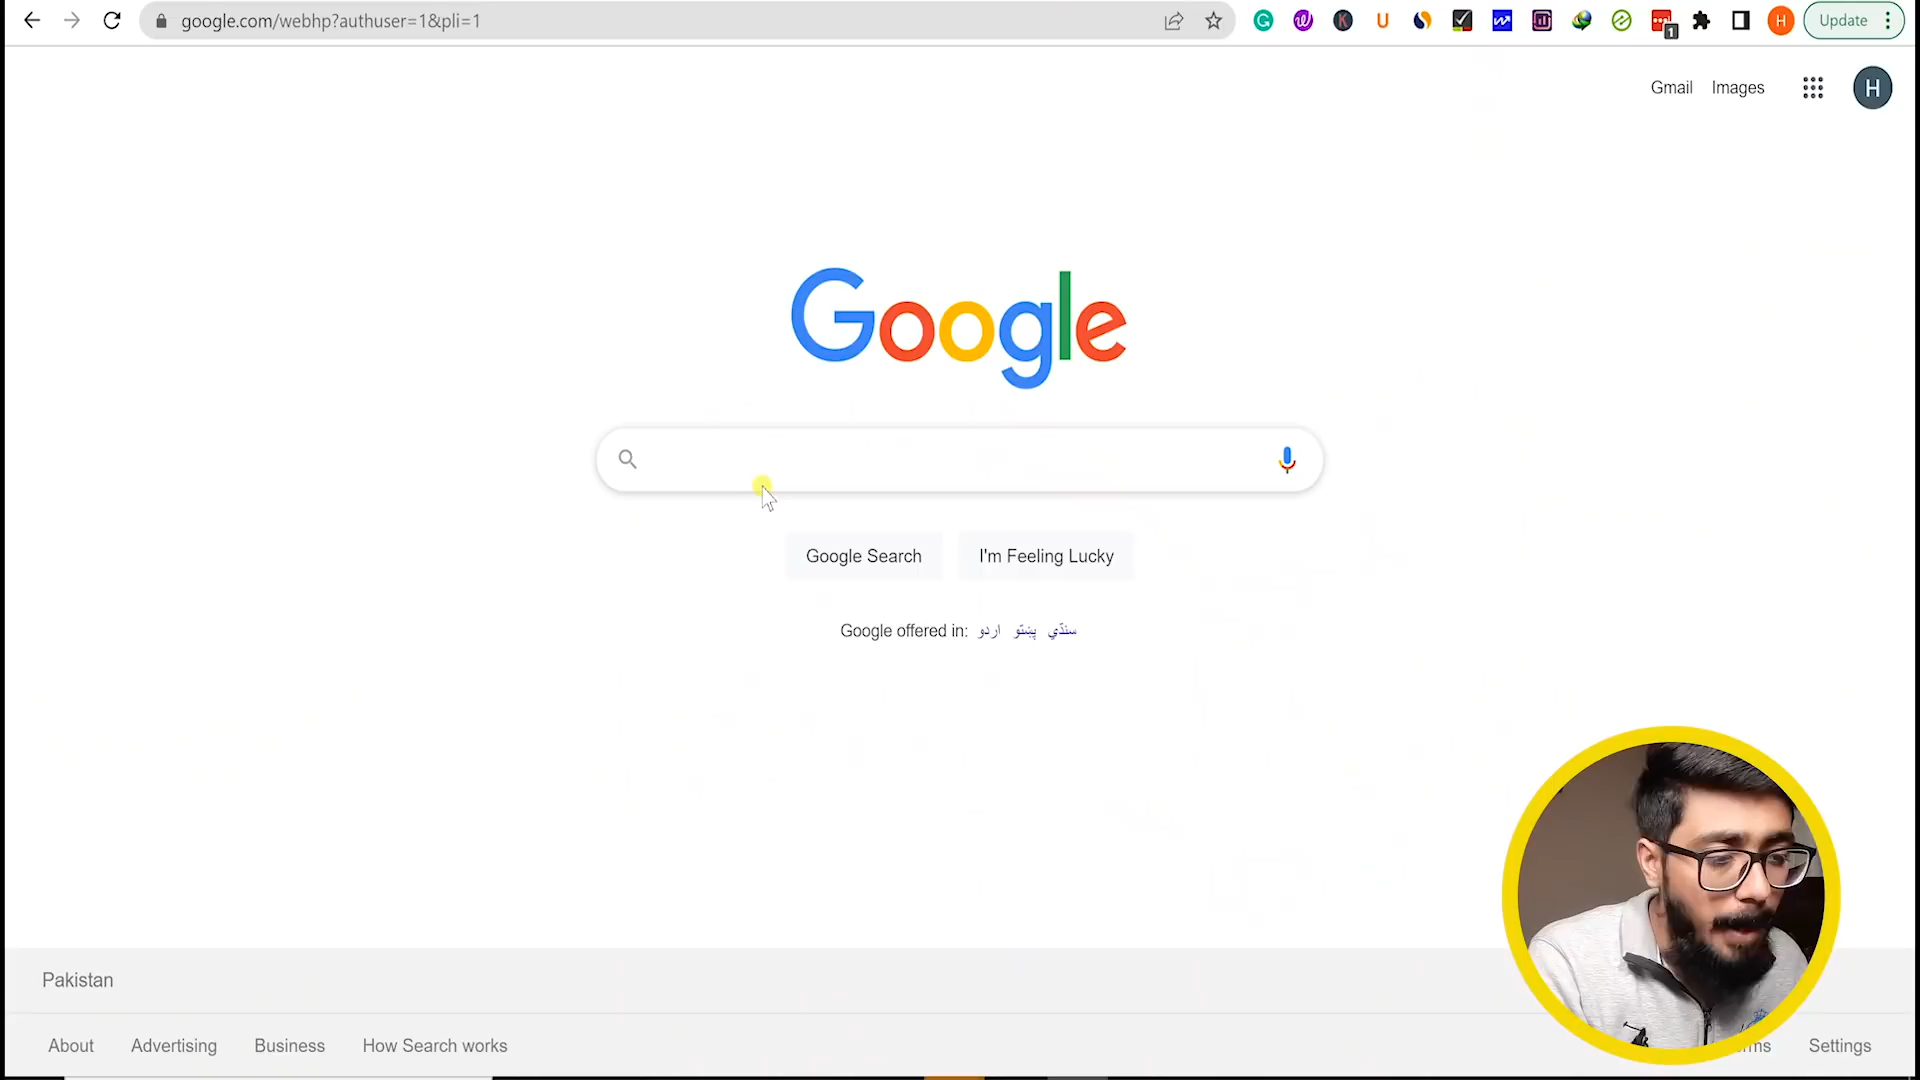 google.com/webhp?authuser=1&pli=1
1
H
Update
Gmail Images
H
Google
Google Search I'm Feeling Lucky
Google offered in: اردو پښتو سنڌي
Pakistan
About Advertising Business How Search works Settings